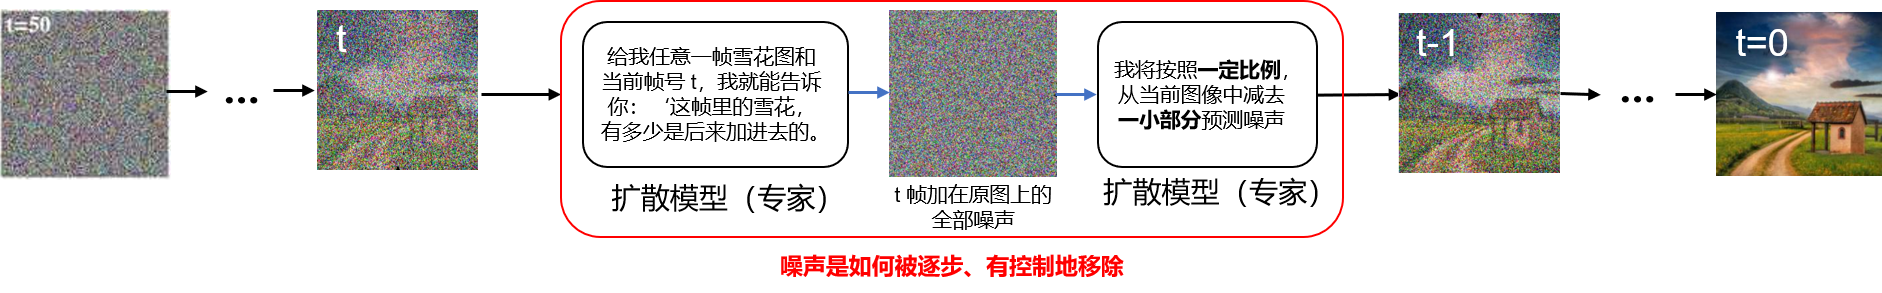 t=50
...
t
给我任意一帧雪花图和
当前帧号 t，我就能告诉
你：‘这帧里的雪花，
有多少是后来加进去的。
扩散模型（专家）
t 帧加在原图上的
全部噪声
我将按照一定比例，
从当前图像中减去
一小部分预测噪声
扩散模型（专家）
t-1
...
t=0
噪声是如何被逐步、有控制地移除